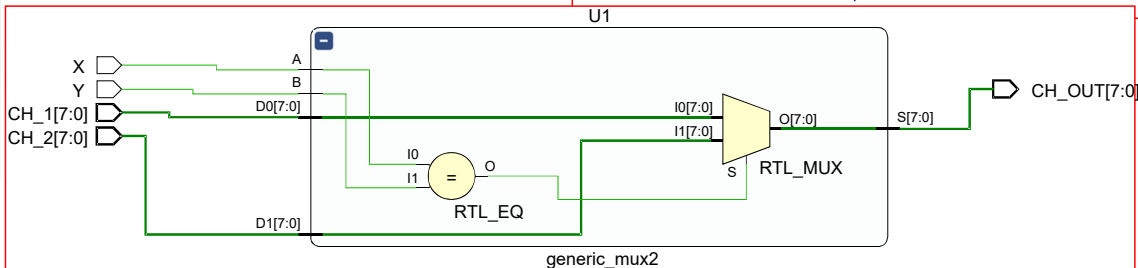 U1
−
X
A
Y
B
CH_1[7:0]
D0[7:0]
CH_2[7:0]
I0[7:0]
I1[7:0]
O[7:0]
S[7:0]
CH_OUT[7:0]
I0
I1
=
O
RTL_EQ
S
RTL_MUX
D1[7:0]
generic_mux2